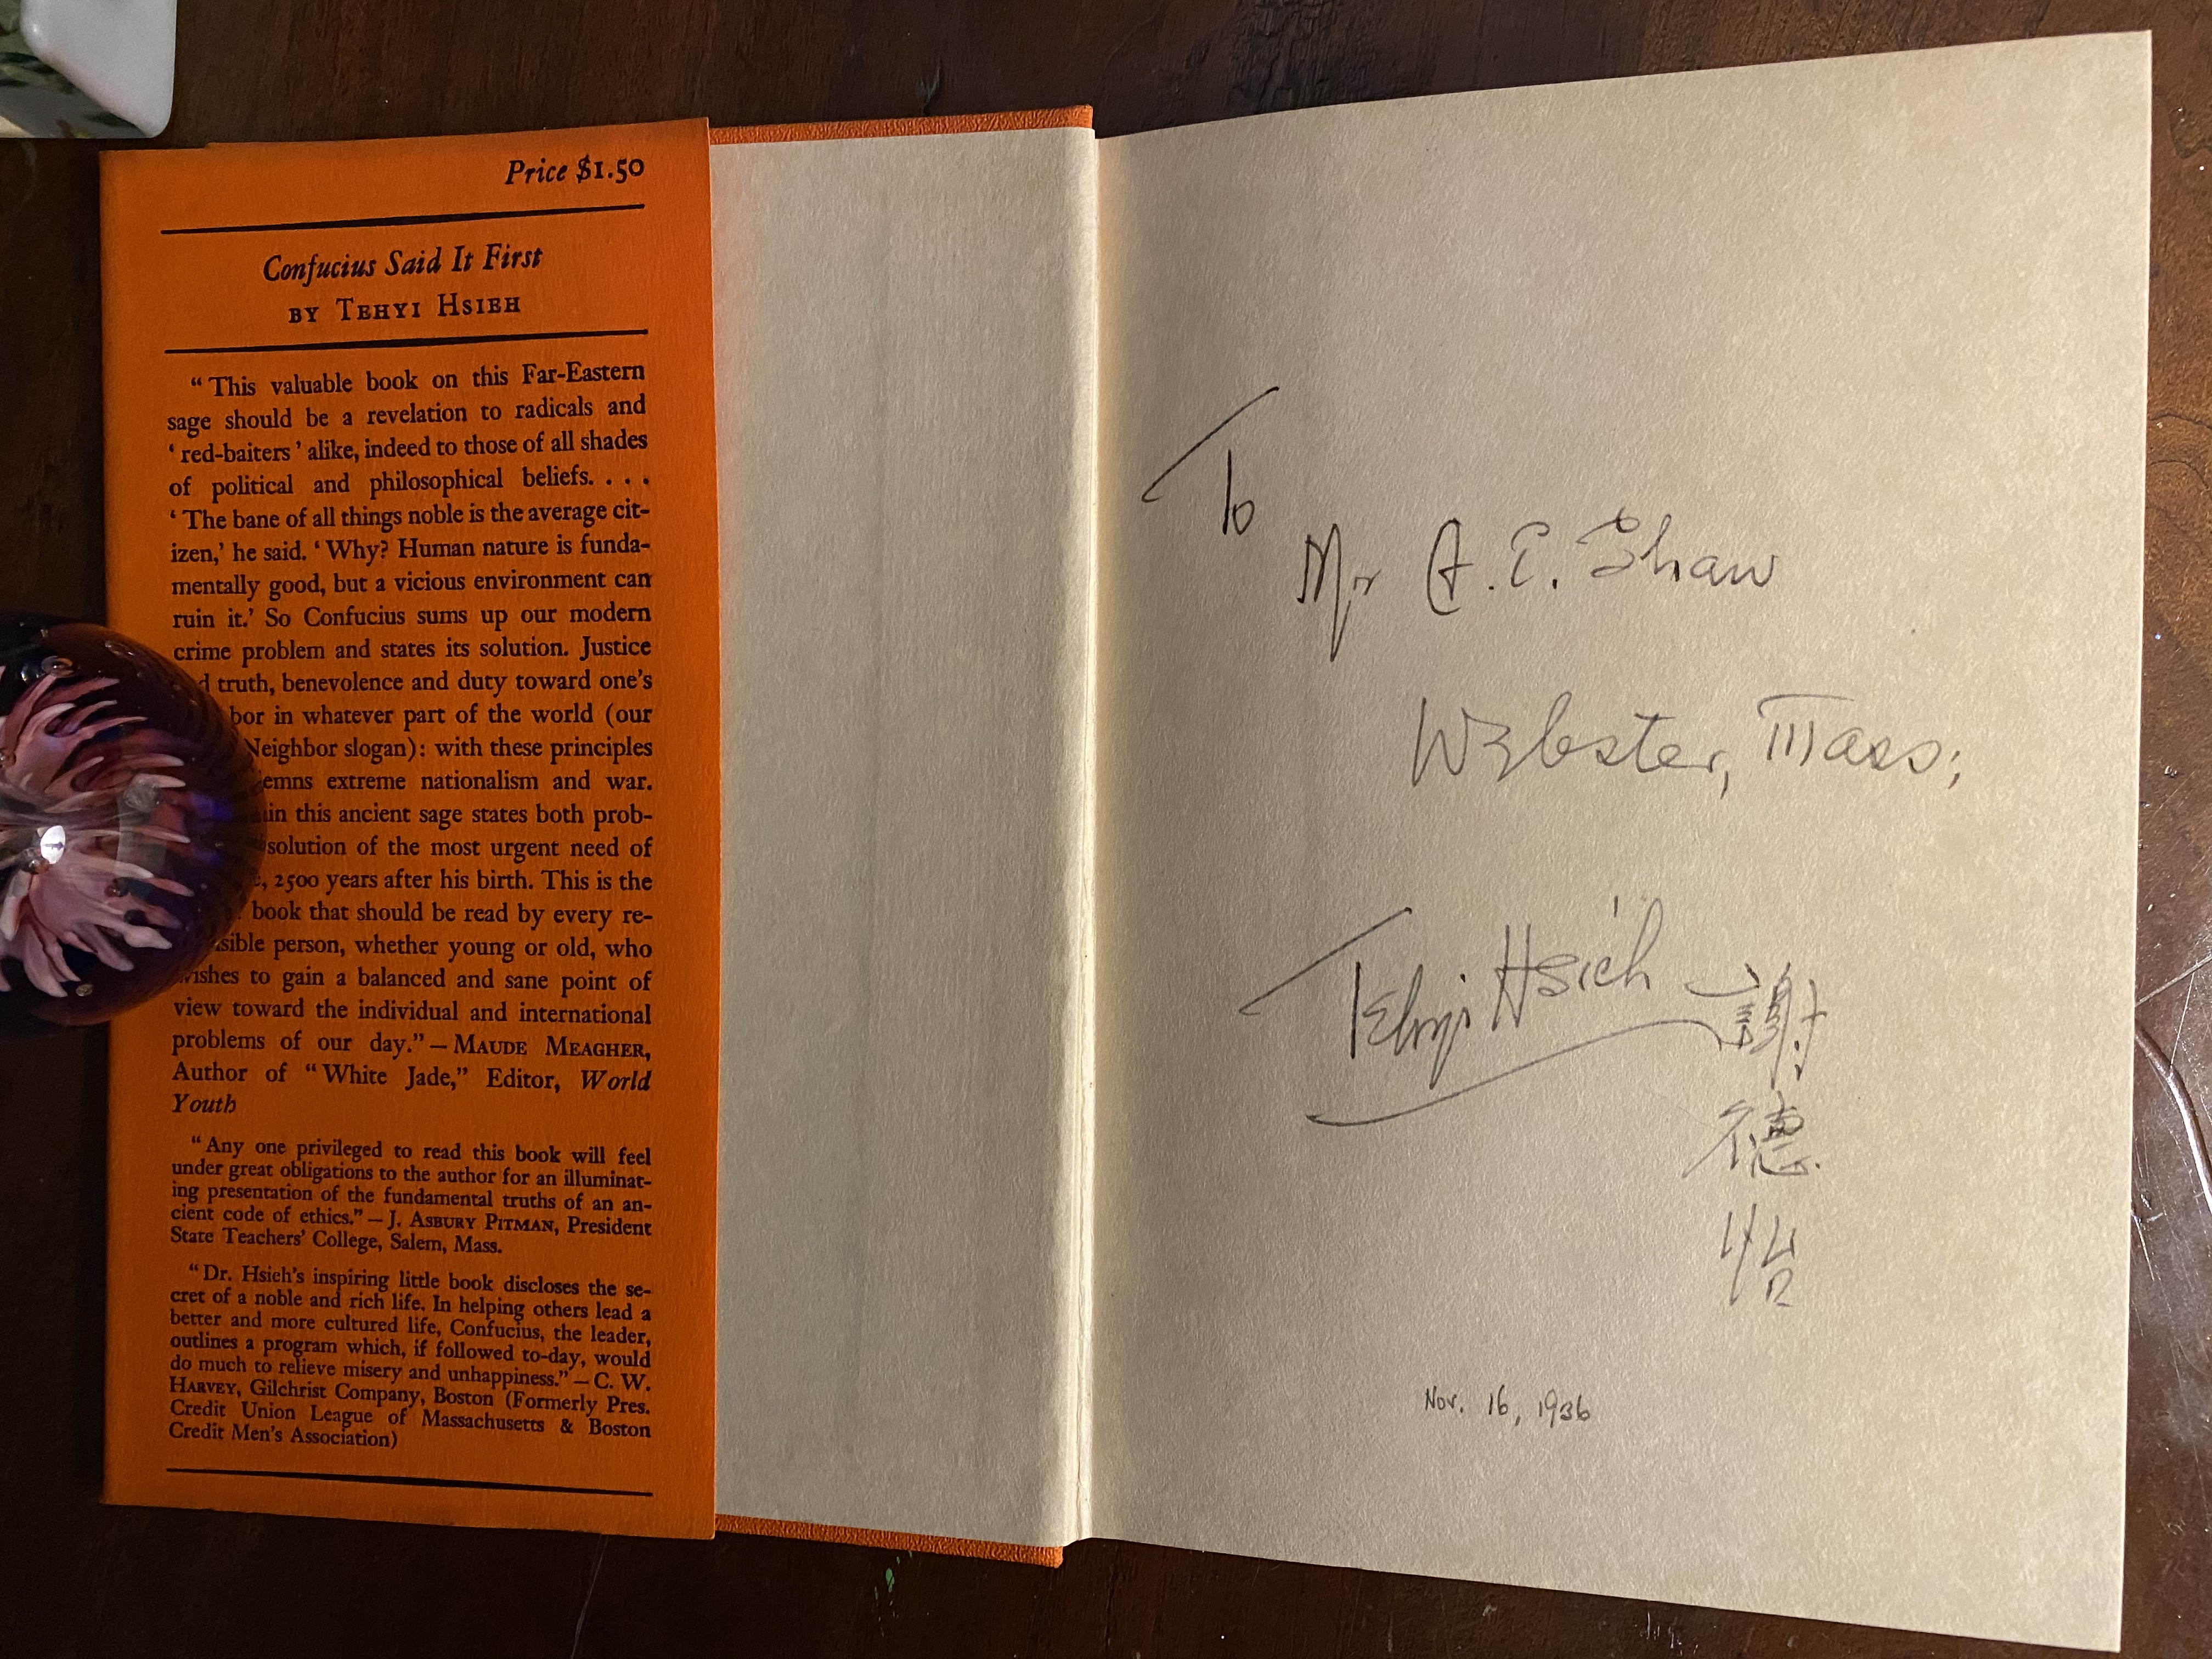 Price $1.50
Confucius Said It First
BY TEHYI HSIEH
“This valuable book on this Far-Eastern
sage should be a revelation to radicals and
‘red-baiters’ alike, indeed to those of all shades
of political and philosophical beliefs. . . .
‘The bane of all things noble is the average cit-
izen,’ he said. ‘Why? Human nature is funda-
mentally good, but a vicious environment can
ruin it.’ So Confucius sums up our modern
crime problem and states its solution. Justice
truth, benevolence and duty toward one’s
in whatever part of the world (our
Neighbor slogan): with these principles
extreme nationalism and war.
this ancient sage states both prob-
solution of the most urgent need of
2500 years after his birth. This is the
book that should be read by every re-
person, whether young or old, who
wishes to gain a balanced and sane point of
view toward the individual and international
problems of our day.”—MAUDE MEAGHER,
Author of “White Jade,” Editor, World
Youth
“Any one privileged to read this book will feel
under great obligations to the author for an illuminat-
ing presentation of the fundamental truths of an an-
cient code of ethics.”—J. ASBURY PITMAN, President
State Teachers’ College, Salem, Mass.
“Dr. Hsieh’s inspiring little book discloses the se-
cret of a noble and rich life. In helping others lead a
better and more cultured life, Confucius, the leader,
outlines a program which, if followed to-day, would
do much to relieve misery and unhappiness.”—C. W.
HARVEY, Gilchrist Company, Boston (Formerly Pres.
Credit Union League of Massachusetts & Boston
Credit Men’s Association)
To
Mr A. E. Shaw
Webster, Mass;
Tehyi Hsieh 謝
德
怡
Nov. 16, 1936